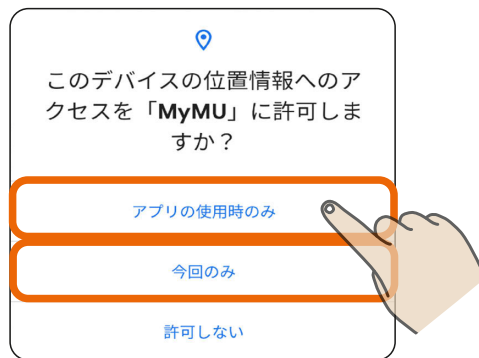 このデバイスの位置情報へのア
クセスを「MyMU」に許可しま
すか？
アプリの使用時のみ
今回のみ
許可しない